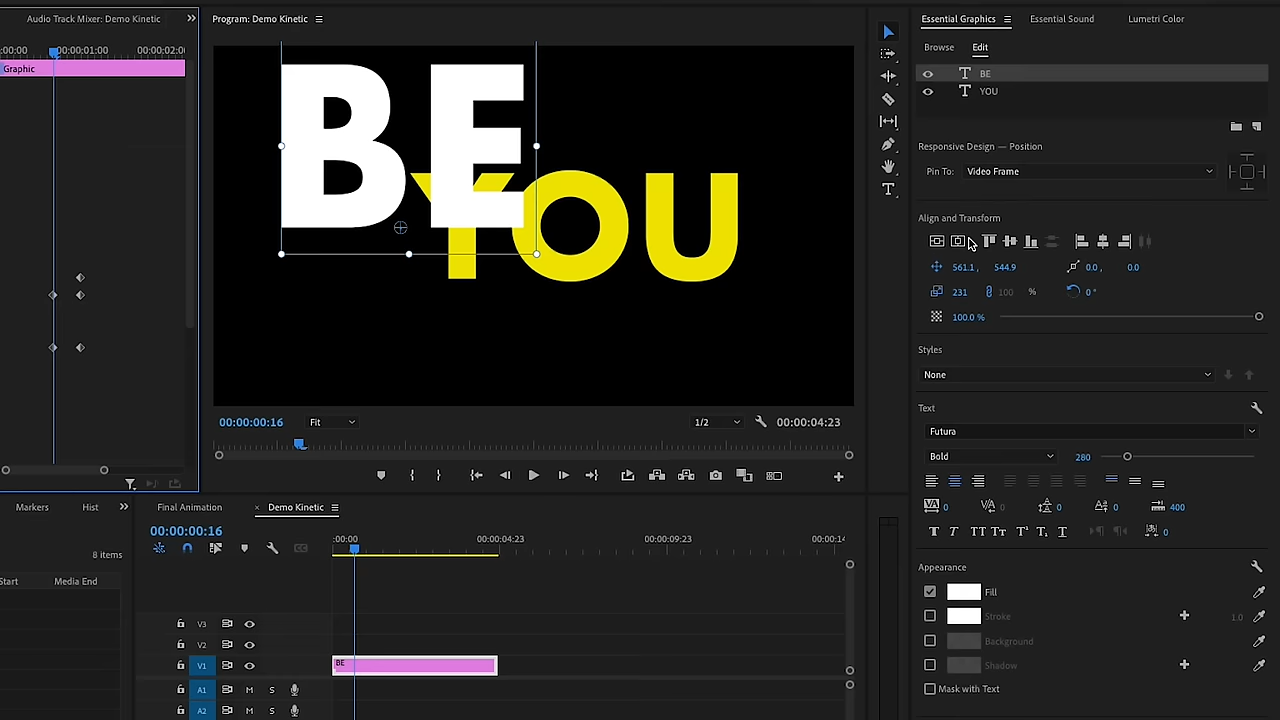 Audio Track Mixer: Demo Kinetic
Program: Demo Kinetic
Essential Graphics
Essential Sound
Lumetri Color
:00:00
00:00:01:00
00:00:02:0
Browse
Edit
Graphic
BE
YOU
BE
YOU
Responsive Design — Position
Pin To:
Video Frame
Align and Transform
561.1 ,
544.9
0.0 ,
0.0
231
100
%
0 °
100.0 %
Styles
None
Text
Futura
Bold
280
0
0
0
0
400
0
00:00:00:16
Fit
1/2
00:00:04:23
Markers
Hist
Final Animation
× Demo Kinetic
00:00:00:16
:00:00
00:00:04:23
00:00:09:23
00:00:14
8 items
Start
Media End
V3
V2
V1
BE
A1
M
S
A2
M
S
Appearance
Fill
Stroke
1.0
Background
Shadow
Mask with Text